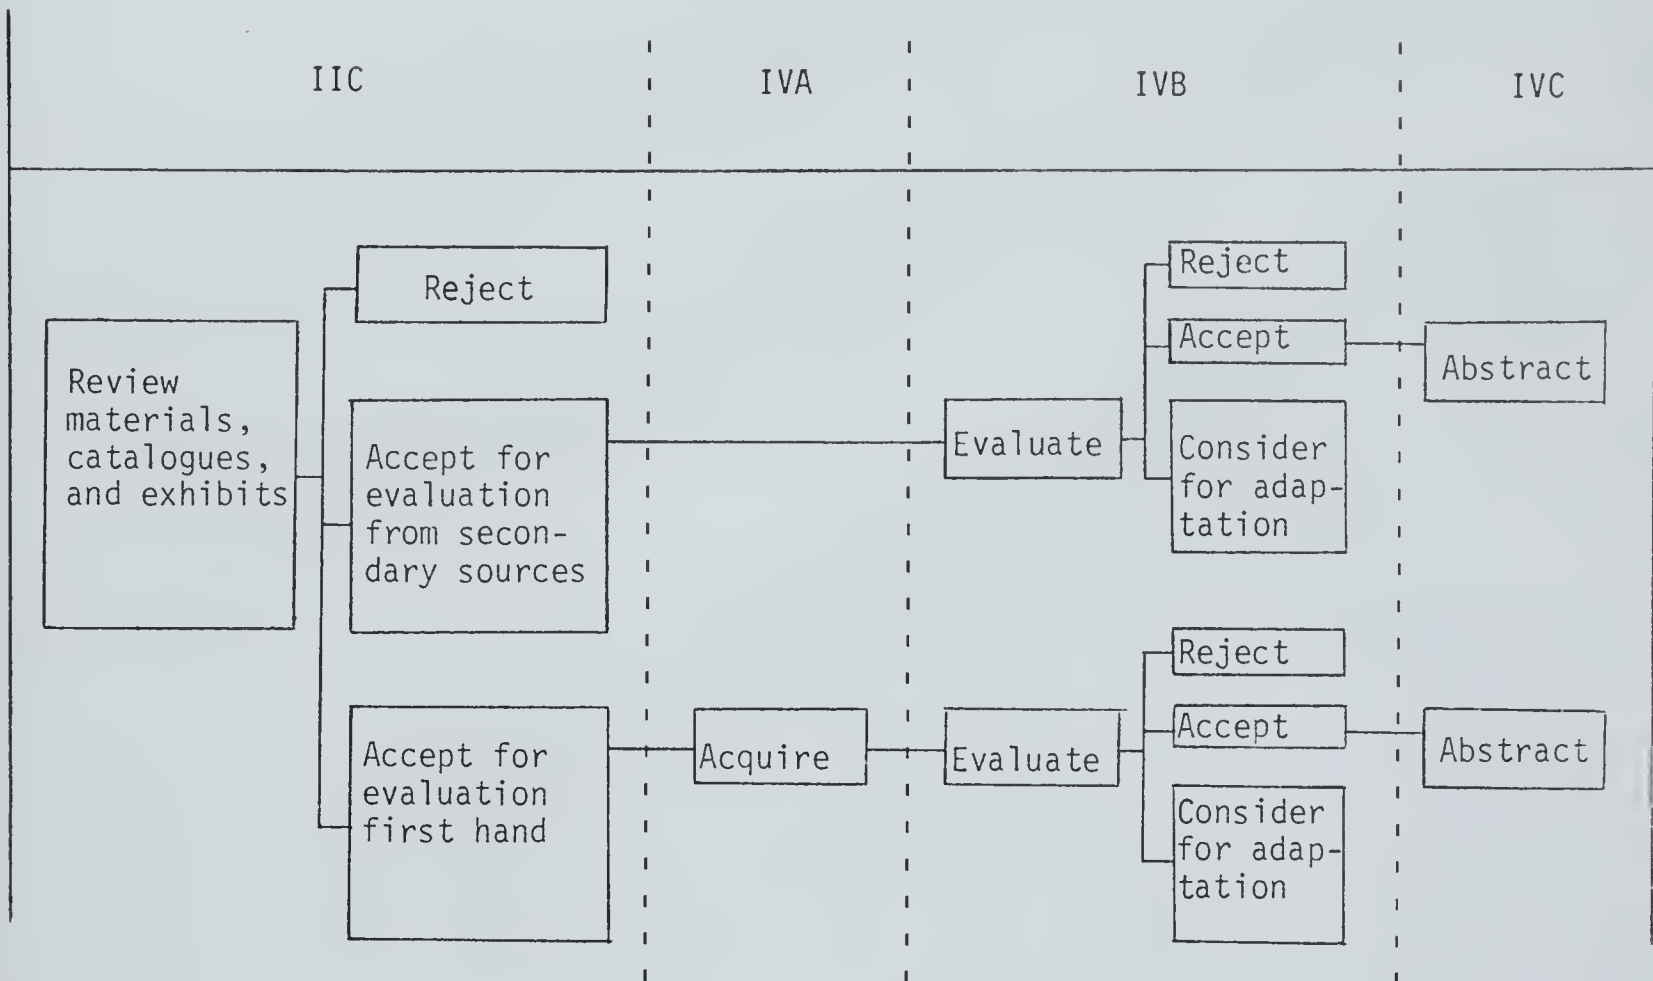 IIC
IVA
IVB
IVC
Review
materials,
catalogues,
and exhibits
Reject
Accept for
evaluation
from secon-
dary sources
Accept for
evaluation
first hand
Acquire
Evaluate
Reject
Accept
Consider
for adap-
tation
Abstract
Evaluate
Reject
Accept
Consider
for adap-
tation
Abstract